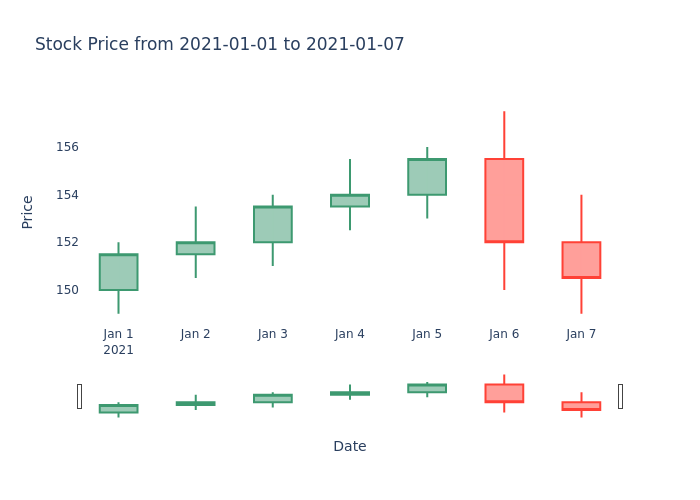 Stock Price from 2021-01-01 to 2021-01-07
156
154
152
150
Price
Jan 1
2021
Jan 2
Jan 3
Jan 4
Jan 5
Jan 6
Jan 7
Date